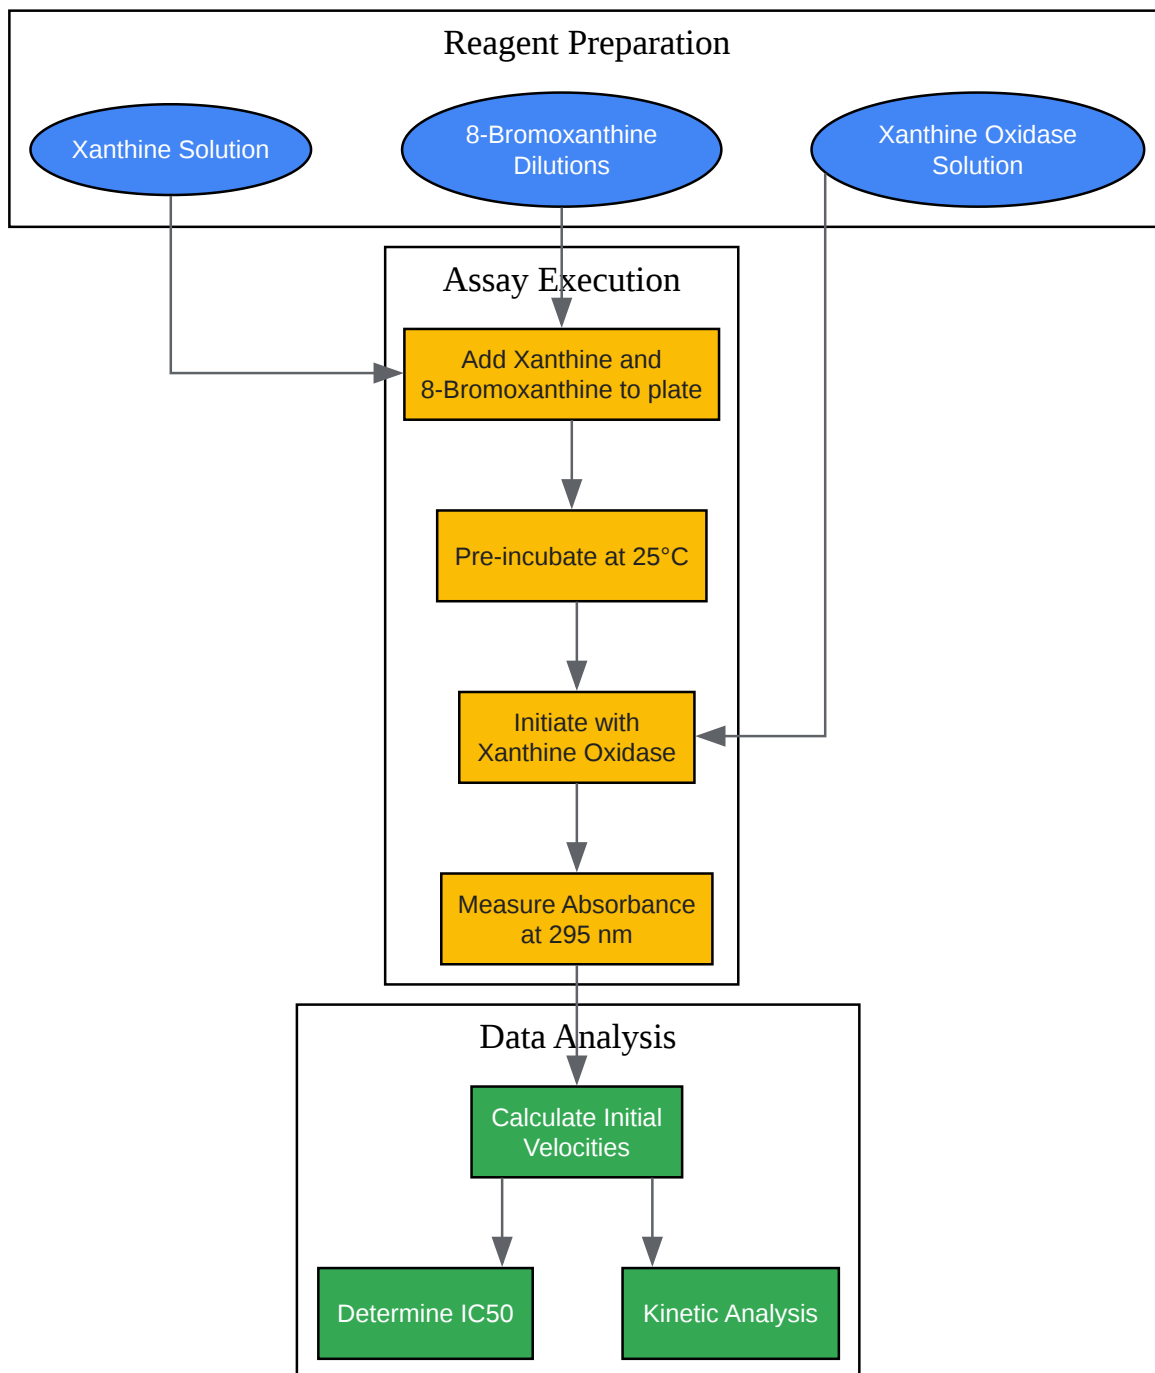 Reagent Preparation
Xanthine Solution
8-Bromoxanthine
Dilutions
Xanthine Oxidase
Solution
Assay Execution
Add Xanthine and
8-Bromoxanthine to plate
Pre-incubate at 25°C
Initiate with
Xanthine Oxidase
Measure Absorbance
at 295 nm
Data Analysis
Calculate Initial
Velocities
Determine IC50
Kinetic Analysis